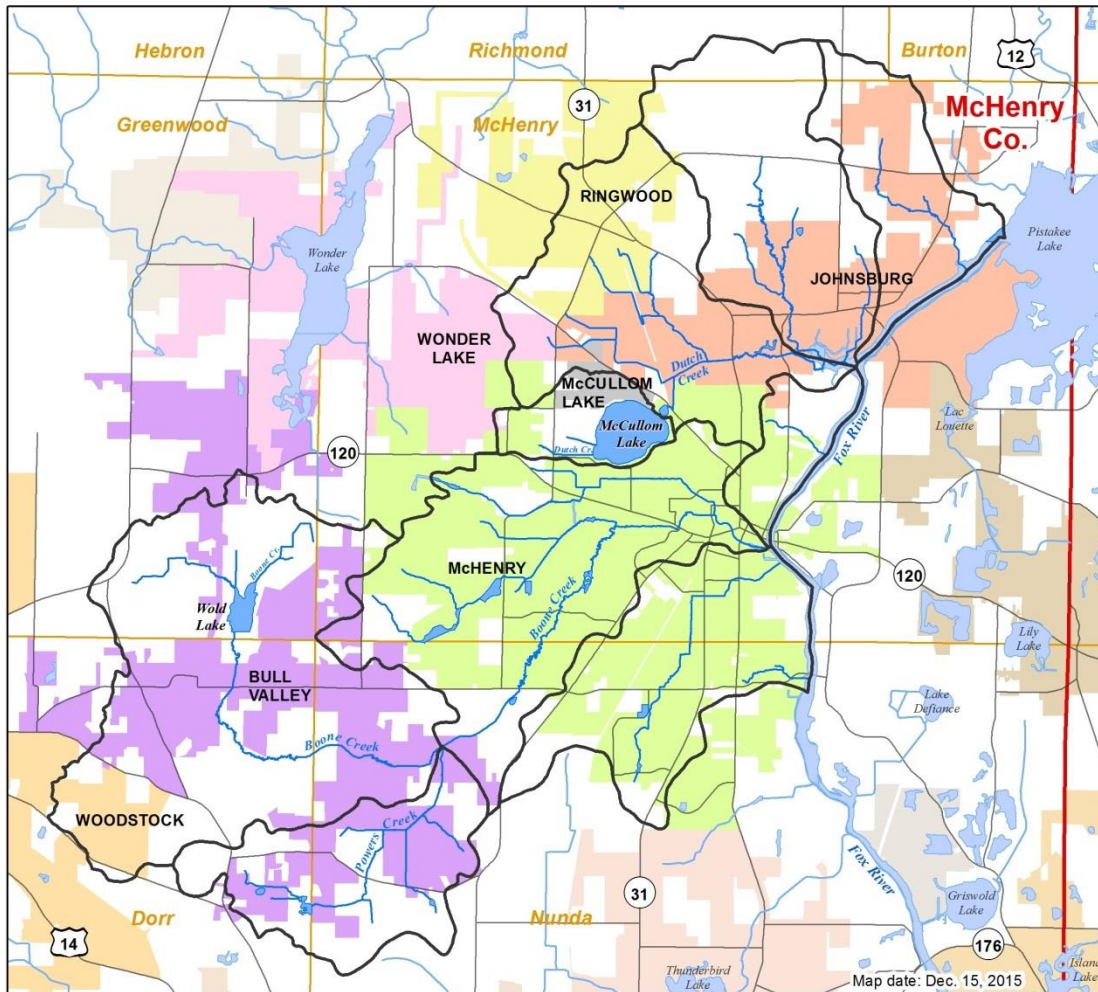 Hebron
Richmond
Burton
12
31
McHenry
Co.
Greenwood
McHenry
RINGWOOD
Wonder
Lake
Pistakee
Lake
JOHNSBURG
WONDER
LAKE
Dutch
Creek
McCULLOM
LAKE
McCullom
Lake
Lac
Louette
Fox River
Dutch Cr.
120
Boone Cr.
McHENRY
120
Wold
Lake
Boone Creek
Lily
Lake
BULL
VALLEY
Lake
Defiance
Boone Creek
WOODSTOCK
Powers
Creek
Fox River
31
Griswold
Lake
Dorr
Nunda
14
176
Thunderbird
Lake
Island
Lake
Map date: Dec. 15, 2015